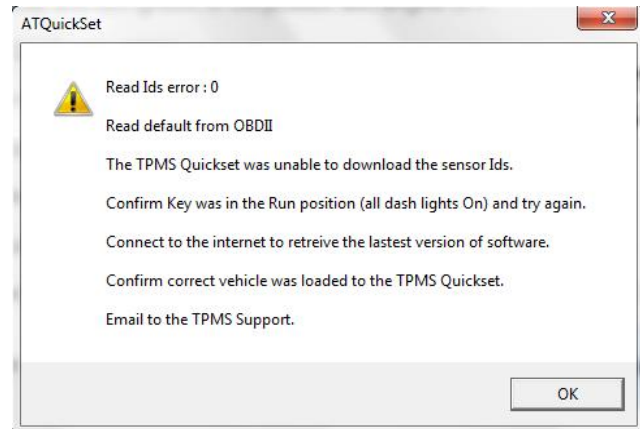 ATQuickSet
Read Ids error : 0
Read default from OBDII
The TPMS Quickset was unable to download the sensor Ids.
Confirm Key was in the Run position (all dash lights On) and try again.
Connect to the internet to retreive the lastest version of software.
Confirm correct vehicle was loaded to the TPMS Quickset.
Email to the TPMS Support.
OK